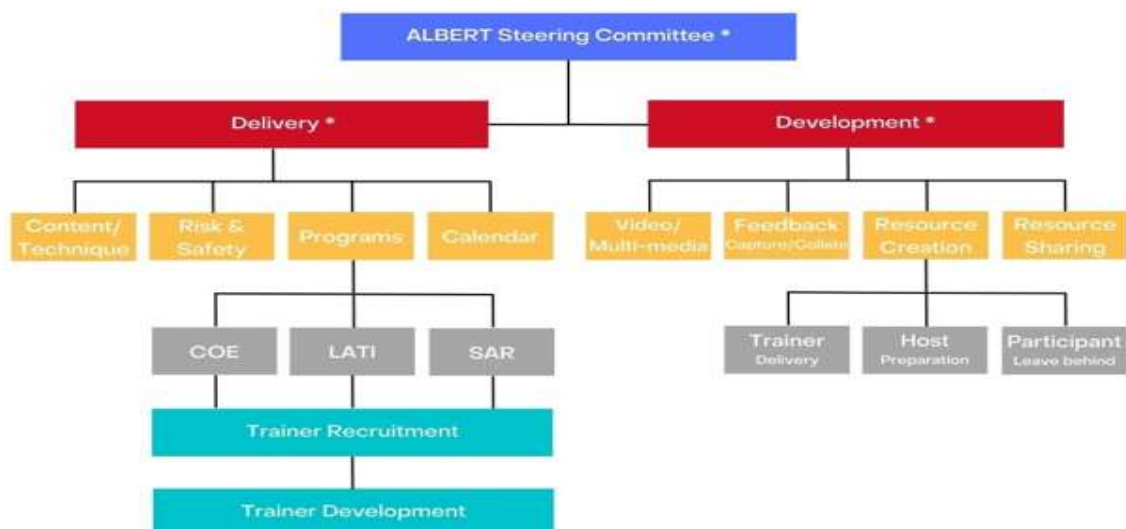 ALBERT Steering Committee *
Delivery *
Development *
Content/
Technique
Risk &
Safety
Programs
Calendar
Video/
Multi-media
Feedback
Capture/Collate
Resource
Creation
Resource
Sharing
COE
LATI
SAR
Trainer
Delivery
Host
Preparation
Participant
Leave behind
Trainer Recruitment
Trainer Development